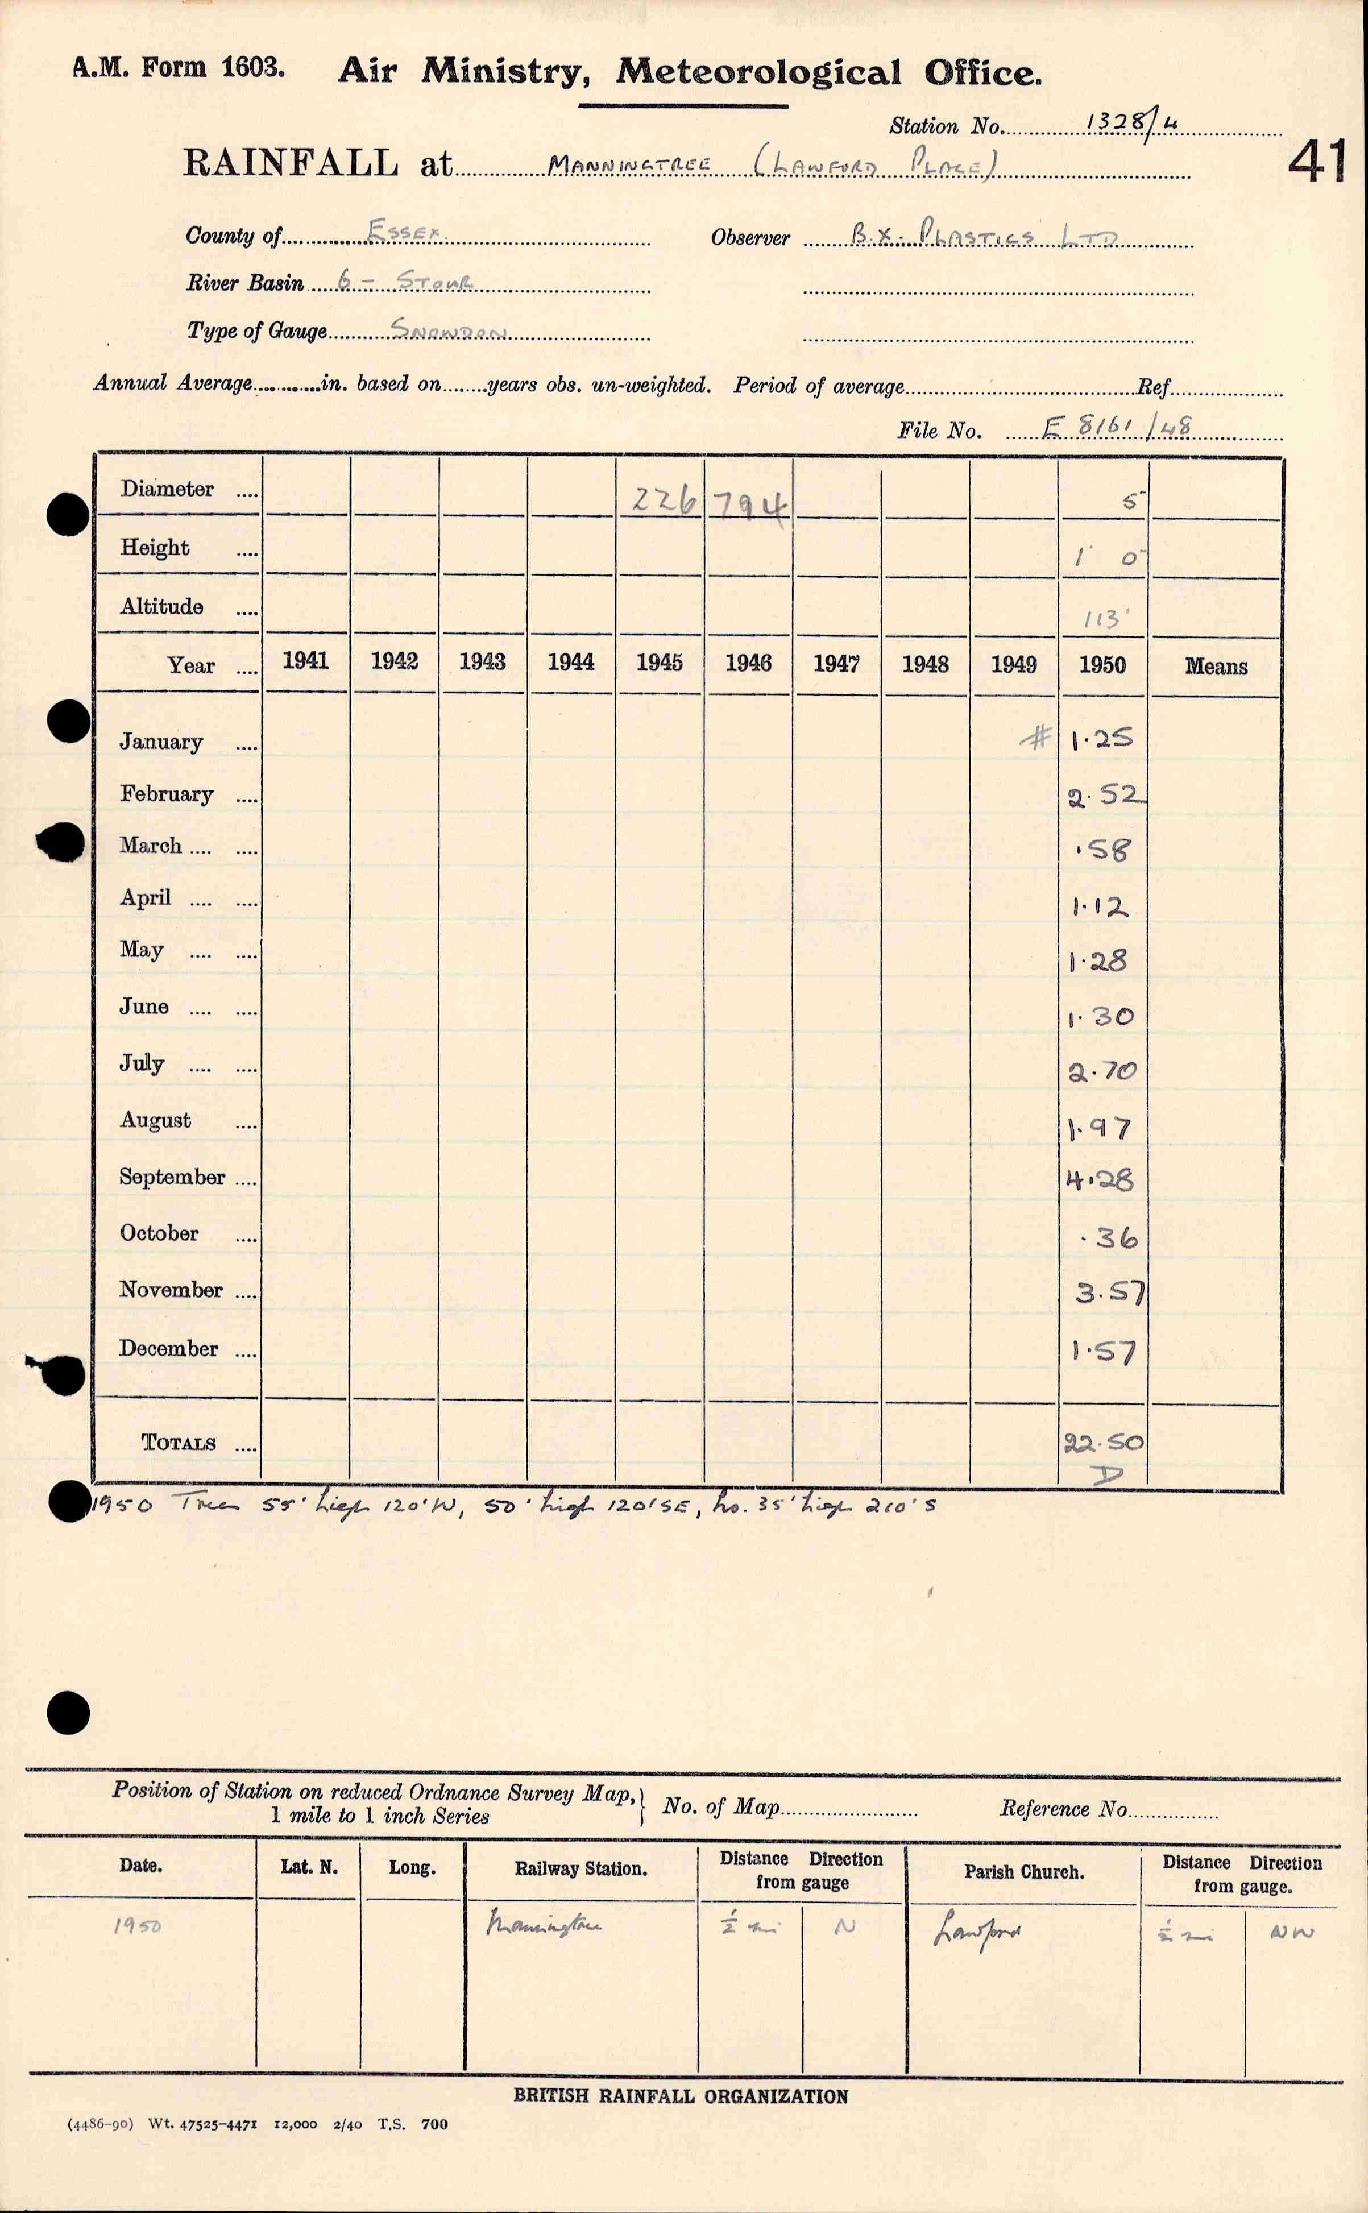 A.M. Form 1603. Air Ministry, Meteorological Office.
Station No. 1328/4
41
RAINFALL at MANNINGTREE (LAWFORD PLACE)
County of ESSEX. Observer B.X. PLASTICS LTD
River Basin 6 - STOUR
Type of Gauge SNOWDON
Annual Average in. based on years obs. un-weighted. Period of average Ref.
File No. E 8161/48
Diameter .... 226 794 5"
Height .... 1' 0"
Altitude .... 113'
Year .... 1941 1942 1943 1944 1945 1946 1947 1948 1949 1950 Means
January .... # 1.25
February .... 2.52
March .... .... .58
April .... .... 1.12
May .... .... 1.28
June .... .... 1.30
July .... .... 2.70
August .... 1.97
September .... 4.28
October .... .36
November .... 3.57
December .... 1.57
TOTALS .... 22.50
D
1950 Trees 55' high 120' W, 50' high 120' SE, ho. 35' high 210' S
Position of Station on reduced Ordnance Survey Map, } No. of Map Reference No.
1 mile to 1 inch Series
Date. Lat. N. Long. Railway Station. Distance Direction from gauge Parish Church. Distance Direction from gauge.
1950 Manningtree ½ mi N Lawford ½ mi NW
BRITISH RAINFALL ORGANIZATION
(4486-90) Wt. 47525-4471 12,000 2/40 T.S. 700